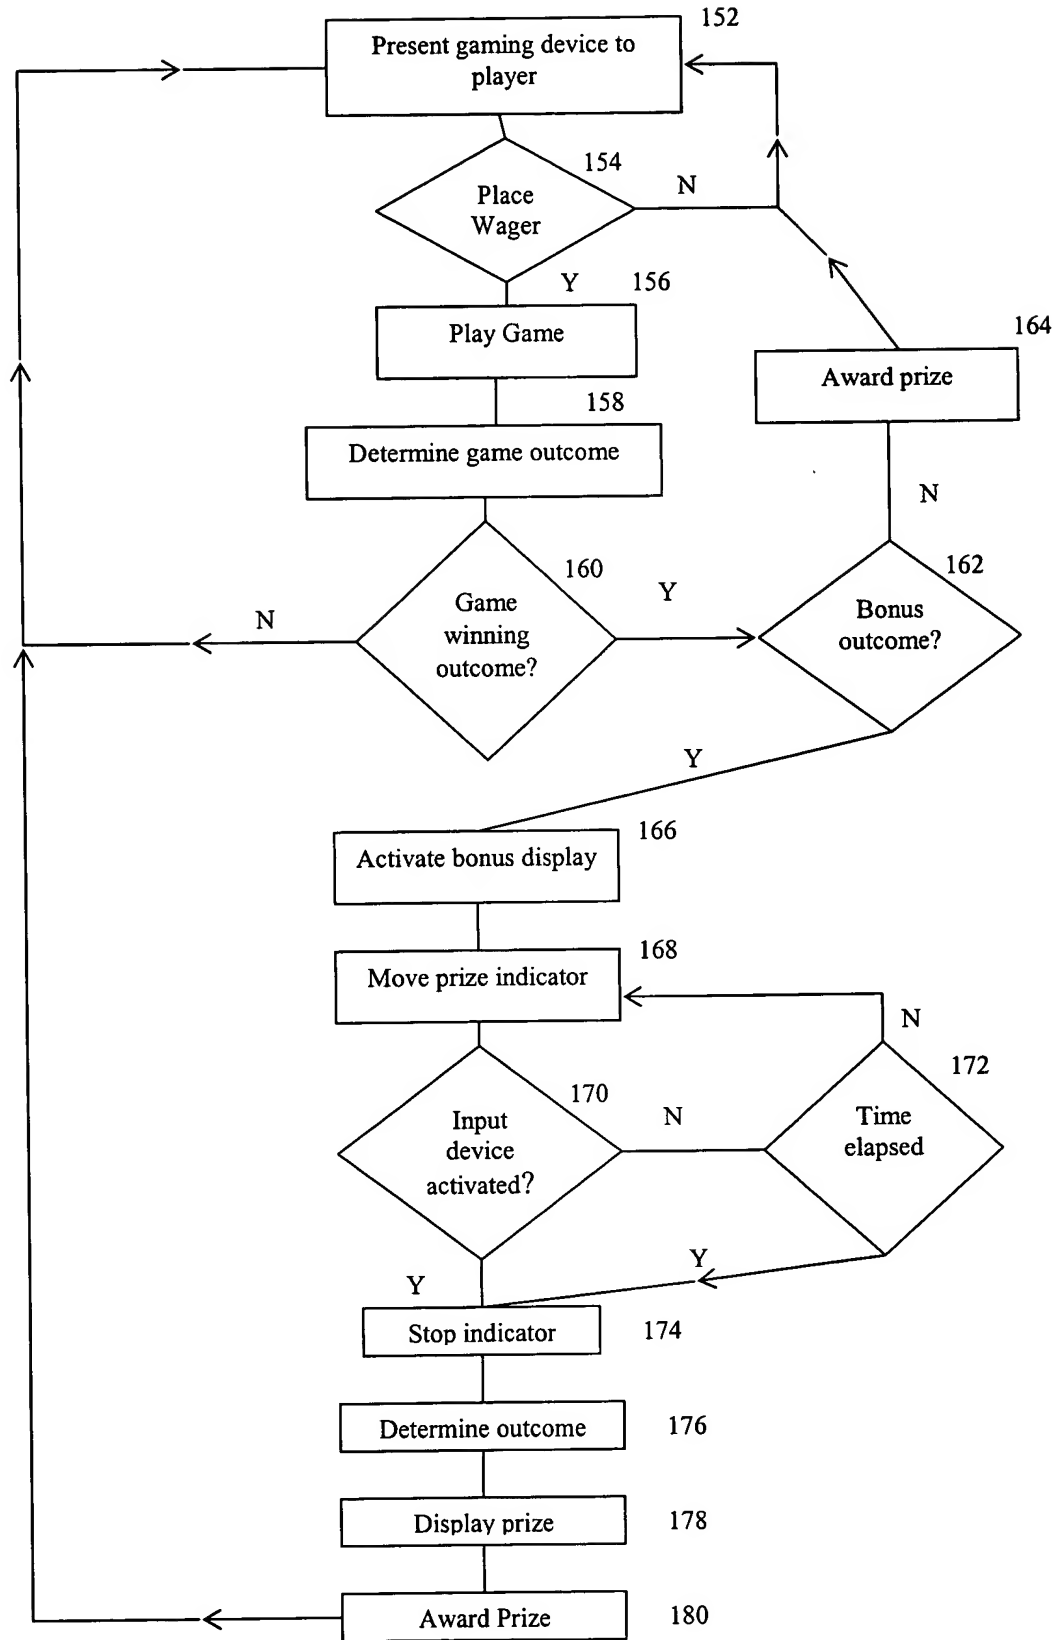 152
Present gaming device to
player
154
Place
Wager
N
Y
156
Play Game
164
Award prize
158
Determine game outcome
N
160
Game
winning
outcome?
Y
N
162
Bonus
outcome?
Y
166
Activate bonus display
168
Move prize indicator
N
172
Time
elapsed
170
Input
device
activated?
N
Y
Y
Stop indicator
174
Determine outcome
176
Display prize
178
Award Prize
180